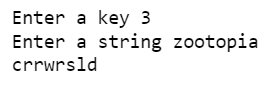 Enter a key 3
Enter a string zootopia
crrwrsld